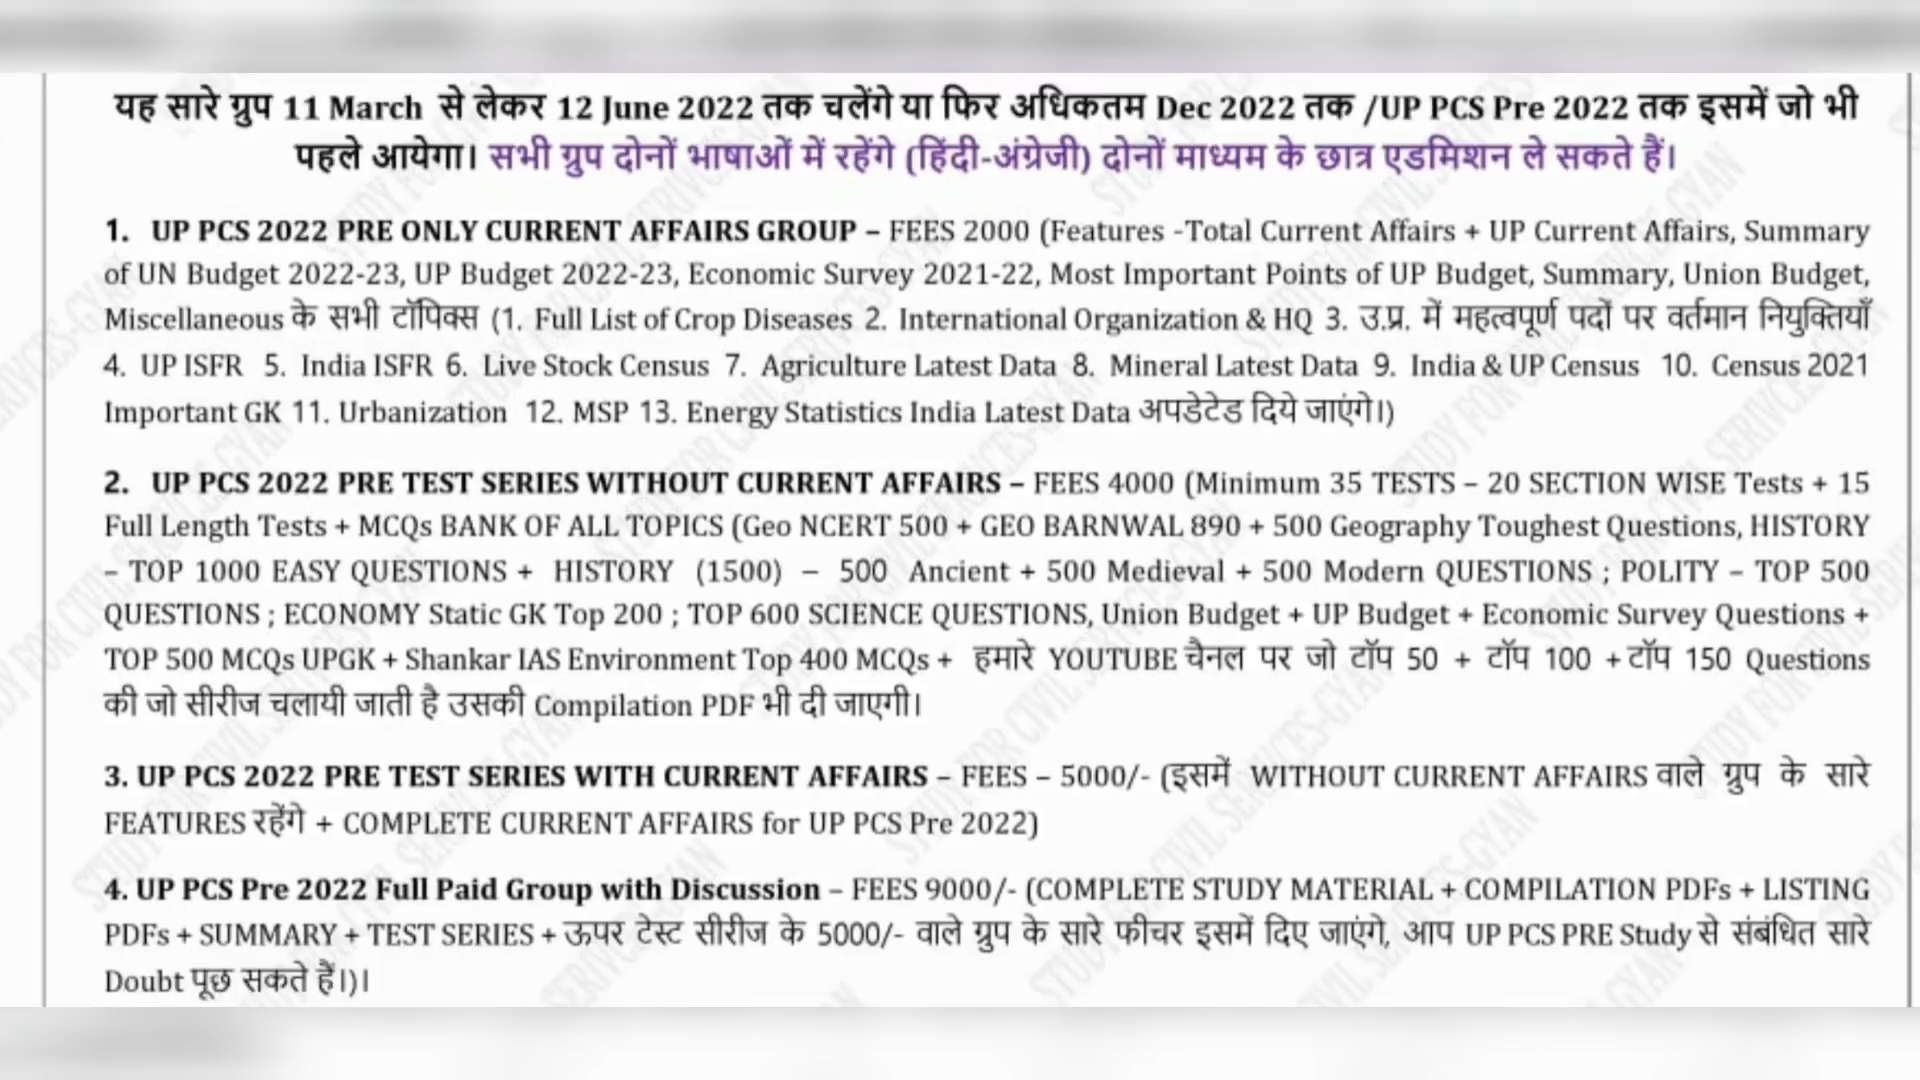 यह सारे ग्रुप 11 March से लेकर 12 June 2022 तक चलेंगे या फिर अधिकतम Dec 2022 तक /UP PCS Pre 2022 तक इसमें जो भी
पहले आयेगा। सभी ग्रुप दोनों भाषाओं में रहेंगे (हिंदी-अंग्रेजी) दोनों माध्यम के छात्र एडमिशन ले सकते हैं।
1. UP PCS 2022 PRE ONLY CURRENT AFFAIRS GROUP – FEES 2000 (Features -Total Current Affairs + UP Current Affairs, Summary
of UN Budget 2022-23, UP Budget 2022-23, Economic Survey 2021-22, Most Important Points of UP Budget, Summary, Union Budget,
Miscellaneous के सभी टॉपिक्स (1. Full List of Crop Diseases 2. International Organization & HQ 3. उ.प्र. में महत्वपूर्ण पदों पर वर्तमान नियुक्तियाँ
4. UP ISFR 5. India ISFR 6. Live Stock Census 7. Agriculture Latest Data 8. Mineral Latest Data 9. India & UP Census 10. Census 2021
Important GK 11. Urbanization 12. MSP 13. Energy Statistics India Latest Data अपडेटेड दिये जाएंगे।)
2. UP PCS 2022 PRE TEST SERIES WITHOUT CURRENT AFFAIRS – FEES 4000 (Minimum 35 TESTS – 20 SECTION WISE Tests + 15
Full Length Tests + MCQs BANK OF ALL TOPICS (Geo NCERT 500 + GEO BARNWAL 890 + 500 Geography Toughest Questions, HISTORY
– TOP 1000 EASY QUESTIONS + HISTORY (1500) – 500 Ancient + 500 Medieval + 500 Modern QUESTIONS ; POLITY – TOP 500
QUESTIONS ; ECONOMY Static GK Top 200 ; TOP 600 SCIENCE QUESTIONS, Union Budget + UP Budget + Economic Survey Questions +
TOP 500 MCQs UPGK + Shankar IAS Environment Top 400 MCQs + हमारे YOUTUBE चैनल पर जो टॉप 50 + टॉप 100 +टॉप 150 Questions
की जो सीरीज चलायी जाती है उसकी Compilation PDF भी दी जाएगी।
3. UP PCS 2022 PRE TEST SERIES WITH CURRENT AFFAIRS – FEES – 5000/- (इसमें WITHOUT CURRENT AFFAIRS वाले ग्रुप के सारे
FEATURES रहेंगे + COMPLETE CURRENT AFFAIRS for UP PCS Pre 2022)
4. UP PCS Pre 2022 Full Paid Group with Discussion – FEES 9000/- (COMPLETE STUDY MATERIAL + COMPILATION PDFs + LISTING
PDFs + SUMMARY + TEST SERIES + ऊपर टेस्ट सीरीज के 5000/- वाले ग्रुप के सारे फीचर इसमें दिए जाएंगे, आप UP PCS PRE Study से संबंधित सारे
Doubt पूछ सकते हैं।)।